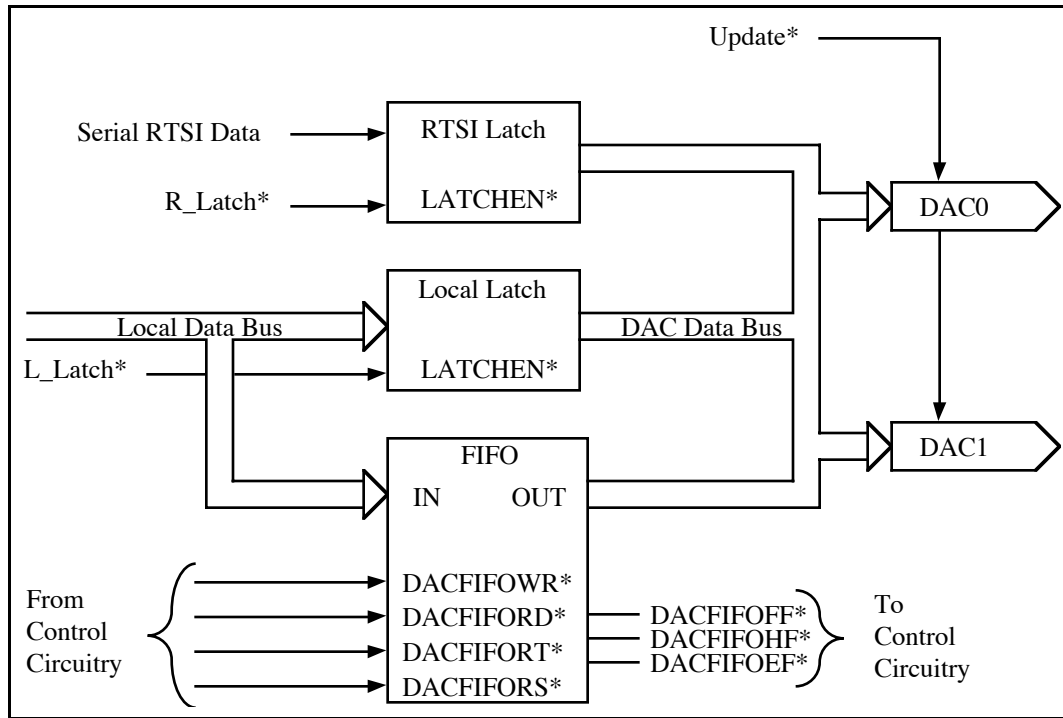 Update*
Serial RTSI Data
RTSI Latch
R_Latch*
LATCHEN*
DAC0
Local Latch
Local Data Bus
DAC Data Bus
L_Latch*
LATCHEN*
DAC1
FIFO
IN OUT
From
Control
Circuitry
DACFIFOWR*
DACFIFORD*
DACFIFORT*
DACFIFORS*
DACFIFOFF*
DACFIFOHF*
DACFIFOEF*
To
Control
Circuitry